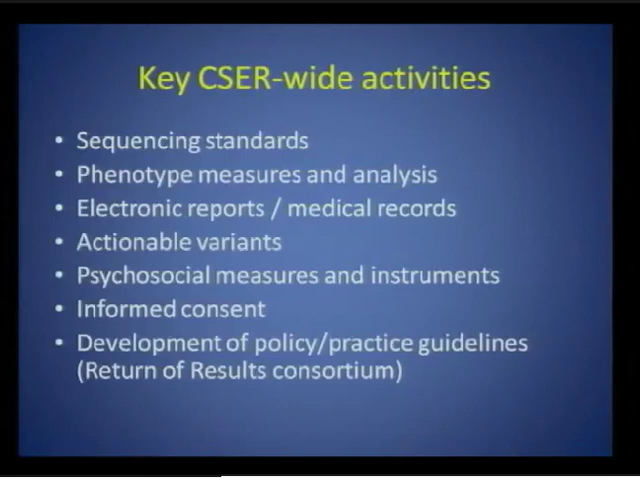 Key CSER-wide activities
• Sequencing standards
• Phenotype measures and analysis
• Electronic reports / medical records
• Actionable variants
• Psychosocial measures and instruments
• Informed consent
• Development of policy/practice guidelines
(Return of Results consortium)